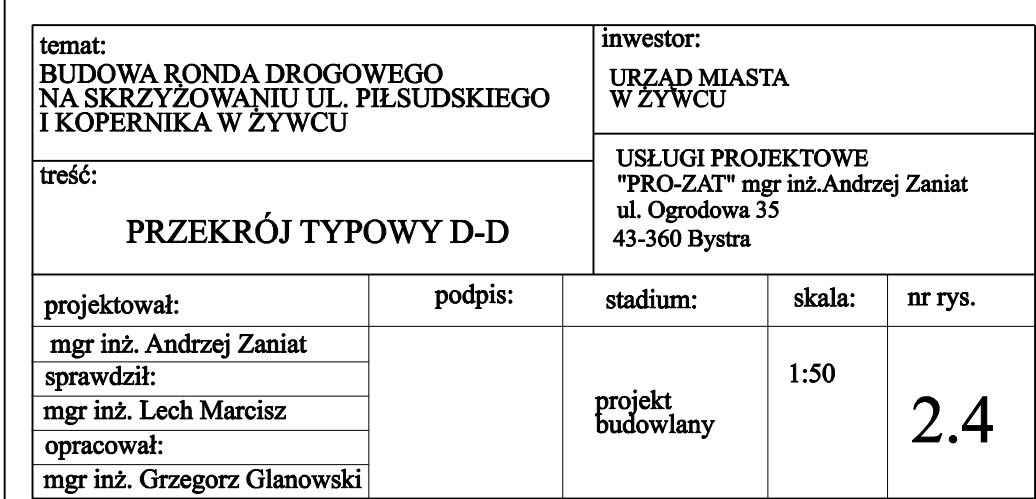 temat:
BUDOWA RONDA DROGOWEGO
NA SKRZYŻOWANIU UL. PIŁSUDSKIEGO
I KOPERNIKA W ŻYWCU
inwestor:
URZĄD MIASTA
W ŻYWCU
treść:
PRZEKRÓJ TYPOWY D-D
USŁUGI PROJEKTOWE
"PRO-ZAT" mgr inż.Andrzej Zaniat
ul. Ogrodowa 35
43-360 Bystra
projektował:
podpis:
stadium:
skala:
nr rys.
mgr inż. Andrzej Zaniat
sprawdził:
mgr inż. Lech Marcisz
opracował:
mgr inż. Grzegorz Glanowski
projekt
budowlany
1:50
2.4